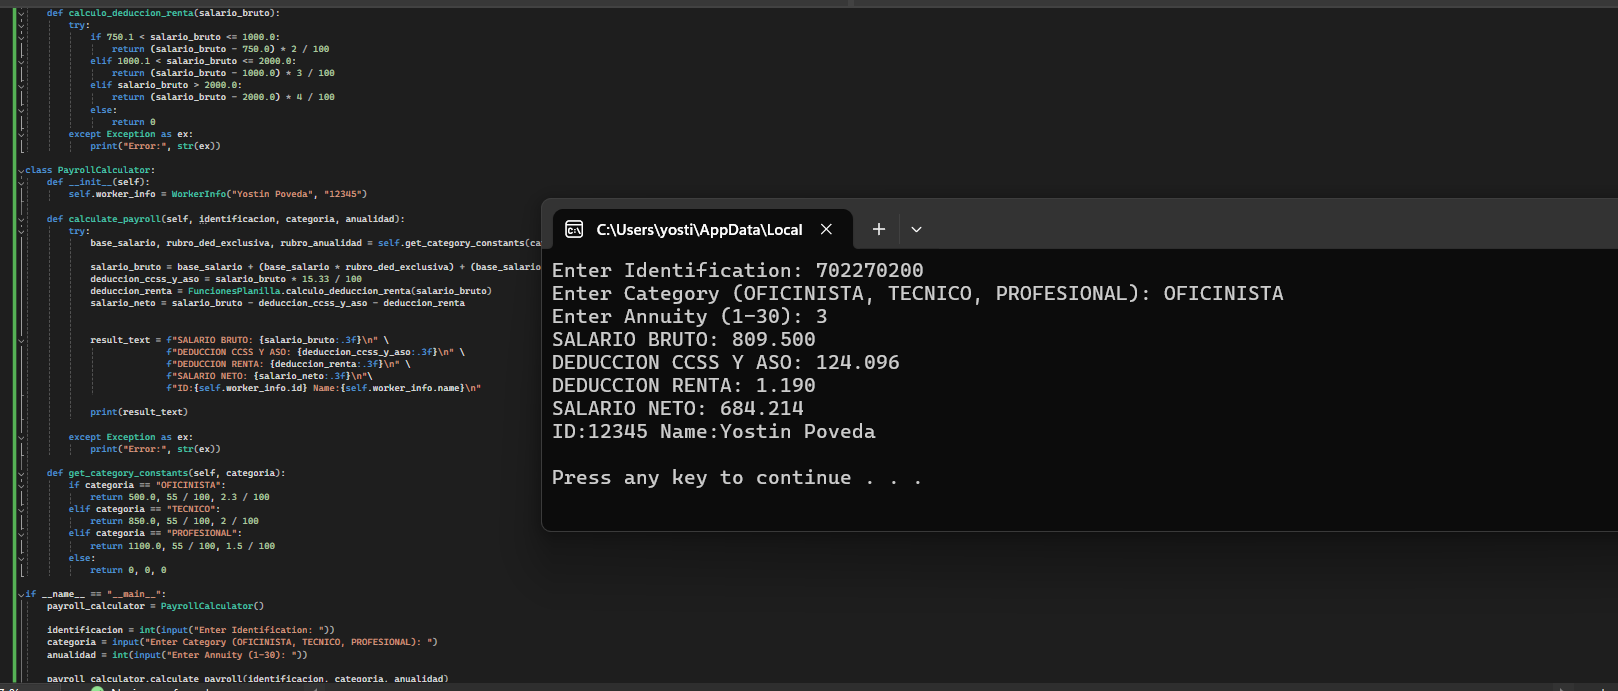 def calculo_deduccion_renta(salario_bruto):
try:
if 750.1 < salario_bruto <= 1000.0:
return (salario_bruto - 750.0) * 2 / 100
elif 1000.1 < salario_bruto <= 2000.0:
return (salario_bruto - 1000.0) * 3 / 100
elif salario_bruto > 2000.0:
return (salario_bruto - 2000.0) * 4 / 100
else:
return 0
except Exception as ex:
print("Error:", str(ex))
class PayrollCalculator:
def __init__(self):
self.worker_info = WorkerInfo("Yostin Poveda", "12345")
def calculate_payroll(self, identificacion, categoria, anualidad):
try:
base_salario, rubro_ded_exclusiva, rubro_anualidad = self.get_category_constants(ca
salario_bruto = base_salario + (base_salario * rubro_ded_exclusiva) + (base_salario
deduccion_ccss_y_aso = salario_bruto * 15.33 / 100
deduccion_renta = FuncionesPlanilla.calculo_deduccion_renta(salario_bruto)
salario_neto = salario_bruto - deduccion_ccss_y_aso - deduccion_renta
result_text = f"SALARIO BRUTO: {salario_bruto:.3f}\n" \
f"DEDUCCION CCSS Y ASO: {deduccion_ccss_y_aso:.3f}\n" \
f"DEDUCCION RENTA: {deduccion_renta:.3f}\n" \
f"SALARIO NETO: {salario_neto:.3f}\n"\
f"ID:{self.worker_info.id} Name:{self.worker_info.name}\n"
print(result_text)
except Exception as ex:
print("Error:", str(ex))
def get_category_constants(self, categoria):
if categoria == "OFICINISTA":
return 500.0, 55 / 100, 2.3 / 100
elif categoria == "TECNICO":
return 850.0, 55 / 100, 2 / 100
elif categoria == "PROFESIONAL":
return 1100.0, 55 / 100, 1.5 / 100
else:
return 0, 0, 0
if __name__ == "__main__":
payroll_calculator = PayrollCalculator()
identificacion = int(input("Enter Identification: "))
categoria = input("Enter Category (OFICINISTA, TECNICO, PROFESIONAL): ")
anualidad = int(input("Enter Annuity (1-30): "))
payroll_calculator.calculate_payroll(identificacion, categoria, anualidad)
C:\Users\yosti\AppData\Local
Enter Identification: 702270200
Enter Category (OFICINISTA, TECNICO, PROFESIONAL): OFICINISTA
Enter Annuity (1-30): 3
SALARIO BRUTO: 809.500
DEDUCCION CCSS Y ASO: 124.096
DEDUCCION RENTA: 1.190
SALARIO NETO: 684.214
ID:12345 Name:Yostin Poveda
Press any key to continue . . .